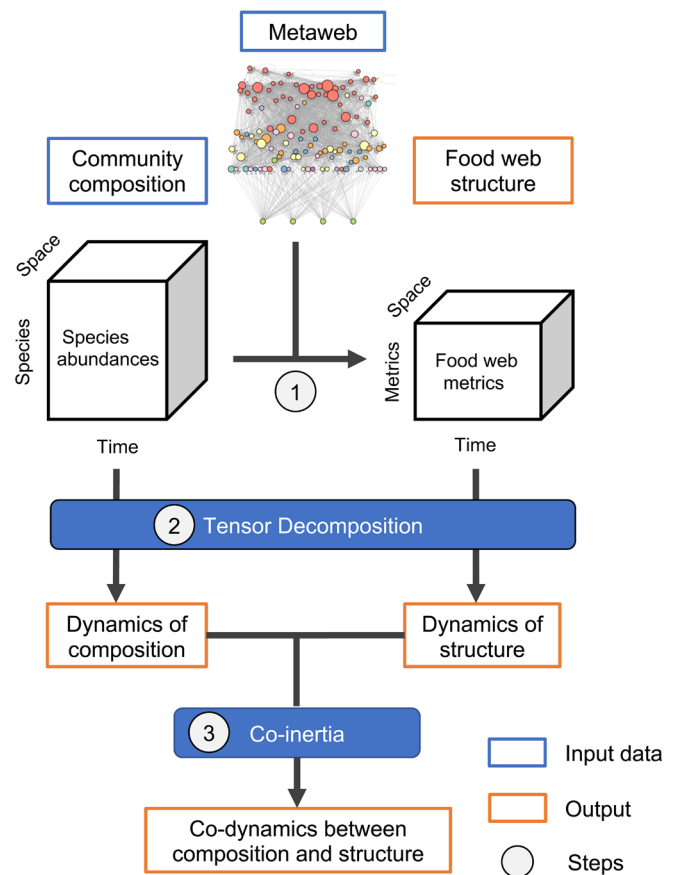 Metaweb
Community
composition
Food web
structure
Space
Species
Species
abundances
Time
1
Space
Metrics
Food web
metrics
Time
2 Tensor Decomposition
Dynamics of
composition
Dynamics of
structure
3 Co-inertia
Co-dynamics between
composition and structure
Input data
Output
Steps